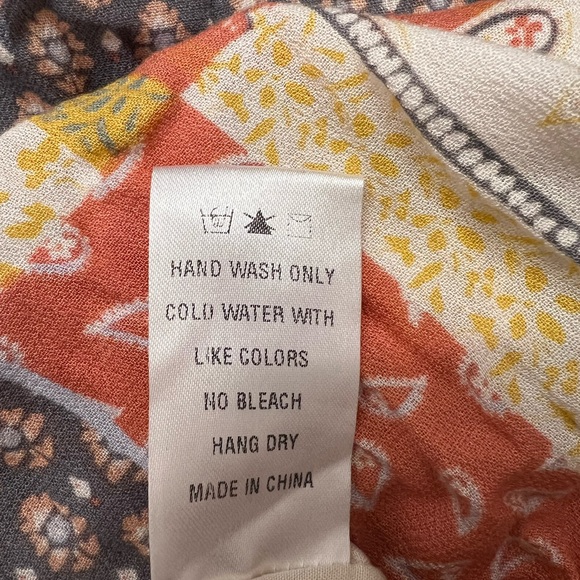 HAND WASH ONLY
COLD WATER WITH
LIKE COLORS
NO BLEACH
HANG DRY
MADE IN CHINA